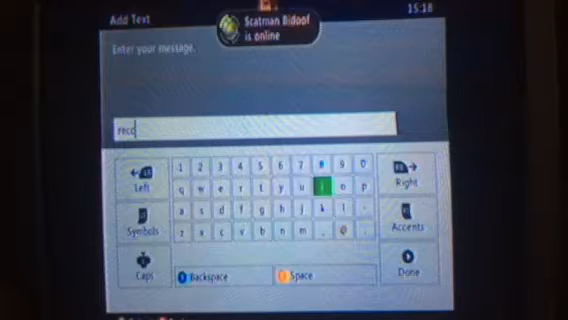 Add Text
15:18
Scatman Bidoof
is online
Enter your message.
recc
1 2 3 4 5 6 7 8 9 0
q w e r t y u i o p
a s d f g h j k l -
z x c v b n m _ @ .
Left
Right
Symbols
Accents
Caps
Backspace
Space
Done